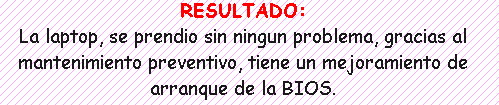 RESULTADO:
La laptop, se prendio sin ningun problema, gracias al
mantenimiento preventivo, tiene un mejoramiento de
arranque de la BIOS.